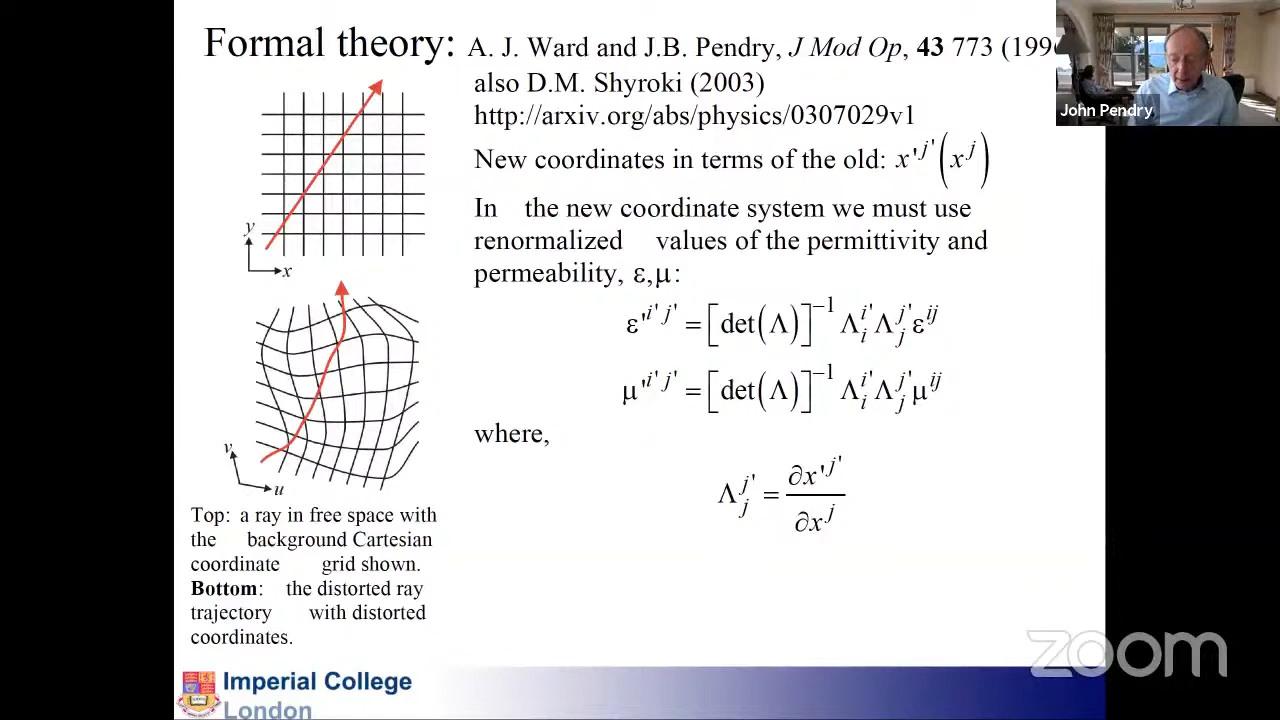 Formal theory: A. J. Ward and J.B. Pendry, J Mod Op, 43 773 (1996
also D.M. Shyroki (2003)
http://arxiv.org/abs/physics/0307029v1
New coordinates in terms of the old: x'^{j'}(x^j)
In the new coordinate system we must use
renormalized values of the permittivity and
permeability, ε,μ:
ε'^{i'j'} = [det(Λ)]^{-1} Λ_i^{i'} Λ_j^{j'} ε^{ij}
μ'^{i'j'} = [det(Λ)]^{-1} Λ_i^{i'} Λ_j^{j'} μ^{ij}
where,
Λ_j^{j'} = ∂x'^{j'} / ∂x^j
y
x
v
u
Top: a ray in free space with
the background Cartesian
coordinate grid shown.
Bottom: the distorted ray
trajectory with distorted
coordinates.
John Pendry
zoom
Imperial College
London